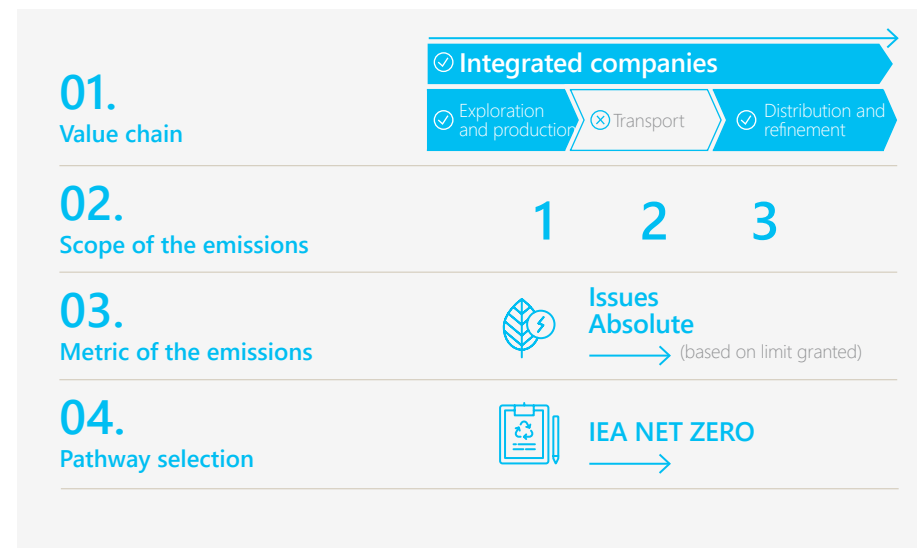 01.
Value chain
Integrated companies
Exploration
and production
Transport
Distribution and
refinement
02.
Scope of the emissions
1 2 3
03.
Metric of the emissions
Issues
Absolute
(based on limit granted)
04.
Pathway selection
IEA NET ZERO